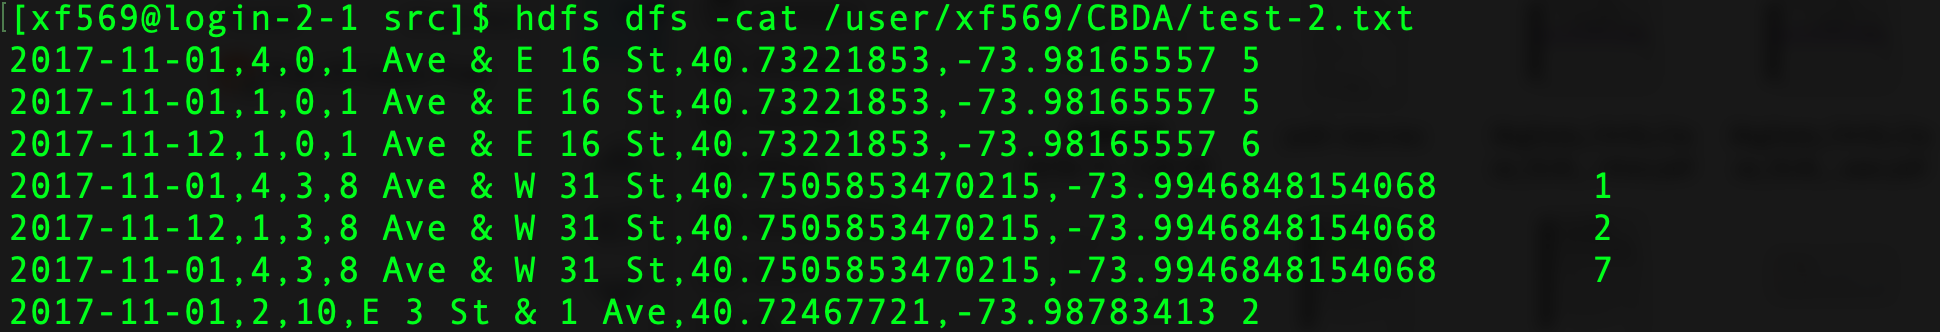 [[xf569@login-2-1 src]$ hdfs dfs -cat /user/xf569/CBDA/test-2.txt
2017-11-01,4,0,1 Ave & E 16 St,40.73221853,-73.98165557 5
2017-11-01,1,0,1 Ave & E 16 St,40.73221853,-73.98165557 5
2017-11-12,1,0,1 Ave & E 16 St,40.73221853,-73.98165557 6
2017-11-01,4,3,8 Ave & W 31 St,40.7505853470215,-73.9946848154068	1
2017-11-12,1,3,8 Ave & W 31 St,40.7505853470215,-73.9946848154068	2
2017-11-01,4,3,8 Ave & W 31 St,40.7505853470215,-73.9946848154068	7
2017-11-01,2,10,E 3 St & 1 Ave,40.72467721,-73.98783413 2